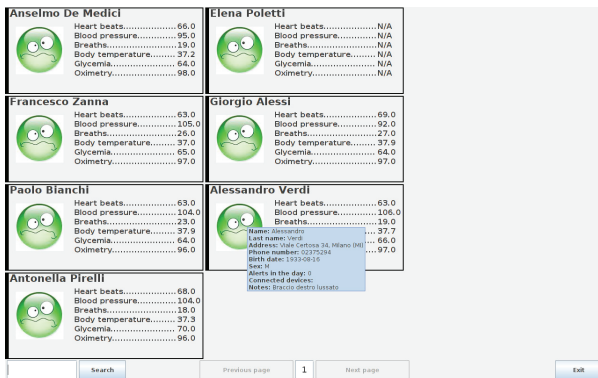 Anselmo De Medici
Heart beats..................66.0
Blood pressure.............95.0
Breaths.......................19.0
Body temperature.......37.2
Glycemia.....................64.0
Oximetry.....................98.0
Elena Poletti
Heart beats..................N/A
Blood pressure.............N/A
Breaths.......................N/A
Body temperature.......N/A
Glycemia.....................N/A
Oximetry.....................N/A
Francesco Zanna
Heart beats..................63.0
Blood pressure.............105.0
Breaths.......................26.0
Body temperature.......37.0
Glycemia.....................65.0
Oximetry.....................97.0
Giorgio Alessi
Heart beats..................69.0
Blood pressure.............92.0
Breaths.......................27.0
Body temperature.......37.9
Glycemia.....................64.0
Oximetry.....................97.0
Paolo Bianchi
Heart beats..................63.0
Blood pressure.............104.0
Breaths.......................23.0
Body temperature.......37.9
Glycemia.....................64.0
Oximetry.....................96.0
Alessandro Verdi
Heart beats..................63.0
Blood pressure.............106.0
Breaths.......................19.0
37.7
66.0
97.0
Name: Alessandro
Last name: Verdi
Address: Viale Certosa 34, Milano (MI)
Phone number: 02375294
Birth date: 1933-08-16
Sex: M
Alerts in the day: 0
Connected devices:
Notes: Braccio destro lussato
Antonella Pirelli
Heart beats..................68.0
Blood pressure.............104.0
Breaths.......................18.0
Body temperature.......37.3
Glycemia.....................70.0
Oximetry.....................96.0
Search
Previous page
1
Next page
Exit